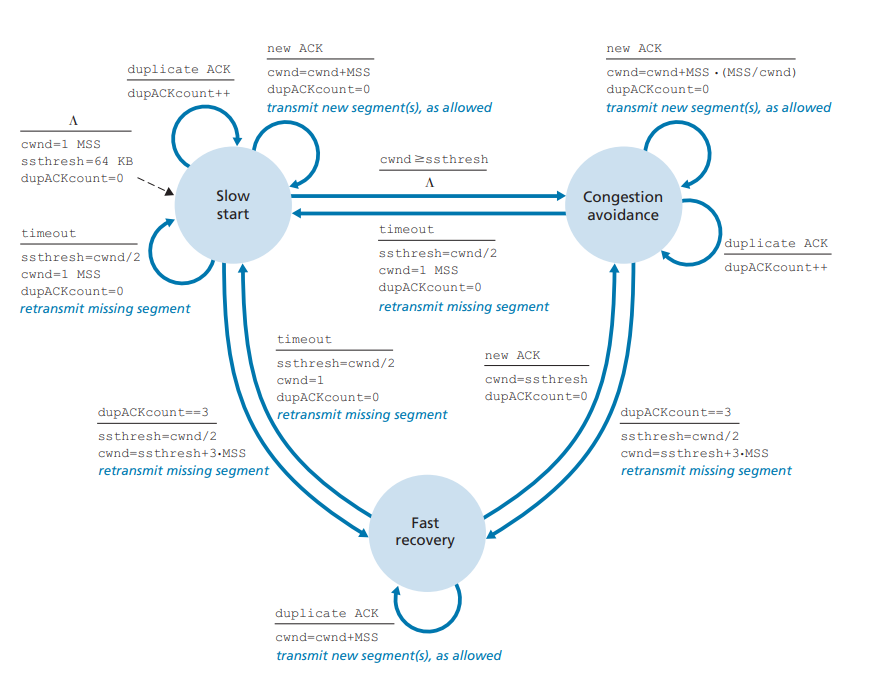 new ACK
cwnd=cwnd+MSS
dupACKcount=0
transmit new segment(s), as allowed
duplicate ACK
dupACKcount++
Λ
cwnd=1 MSS
ssthresh=64 KB
dupACKcount=0
timeout
ssthresh=cwnd/2
cwnd=1 MSS
dupACKcount=0
retransmit missing segment
Slow
start
cwnd≥ssthresh
Λ
timeout
ssthresh=cwnd/2
cwnd=1 MSS
dupACKcount=0
retransmit missing segment
new ACK
cwnd=cwnd+MSS·(MSS/cwnd)
dupACKcount=0
transmit new segment(s), as allowed
Congestion
avoidance
duplicate ACK
dupACKcount++
timeout
ssthresh=cwnd/2
cwnd=1
dupACKcount=0
retransmit missing segment
new ACK
cwnd=ssthresh
dupACKcount=0
dupACKcount==3
ssthresh=cwnd/2
cwnd=ssthresh+3·MSS
retransmit missing segment
dupACKcount==3
ssthresh=cwnd/2
cwnd=ssthresh+3·MSS
retransmit missing segment
Fast
recovery
duplicate ACK
cwnd=cwnd+MSS
transmit new segment(s), as allowed